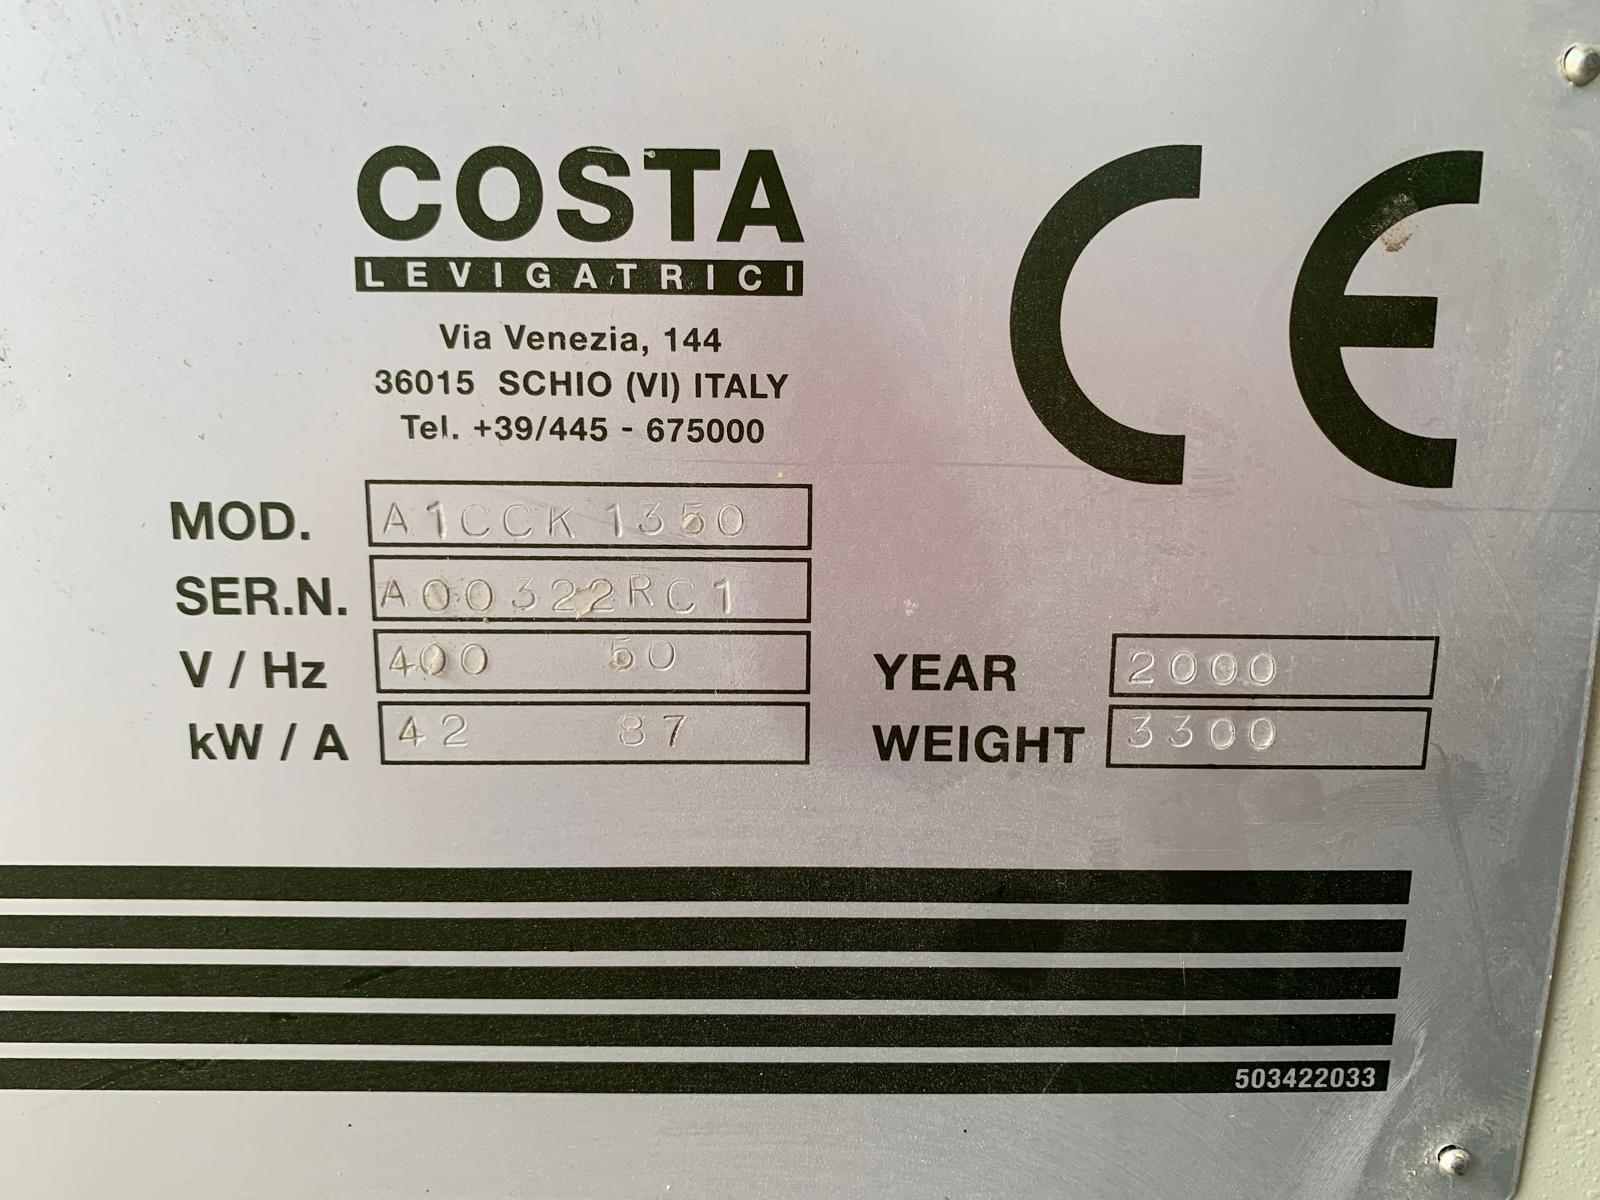 COSTA
LEVIGATRICI
Via Venezia, 144
36015 SCHIO (VI) ITALY
Tel. +39/445 - 675000
CE
MOD. A1CCK 1350
SER.N. A00322RC1
V / Hz 400 50
kW / A 42 87
YEAR 2000
WEIGHT 3300
503422033